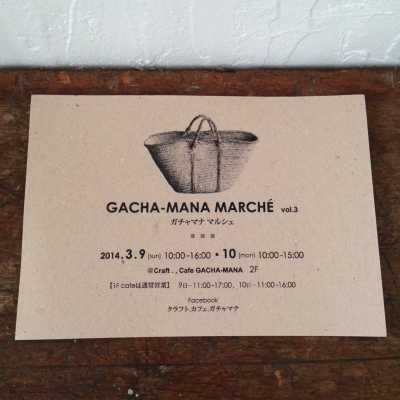 GACHA-MANA MARCHÉ vol.3
ガチャマナ マルシェ
2014.3.9 [sun] 10:00-16:00 • 10 [mon] 10:00-15:00
@Craft . , Cafe GACHA-MANA 2F
【1F cafeは通常営業】 9日…11:00-17:00、10日…11:00-16:00
Facebook
クラフト.カフェ.ガチャマナ